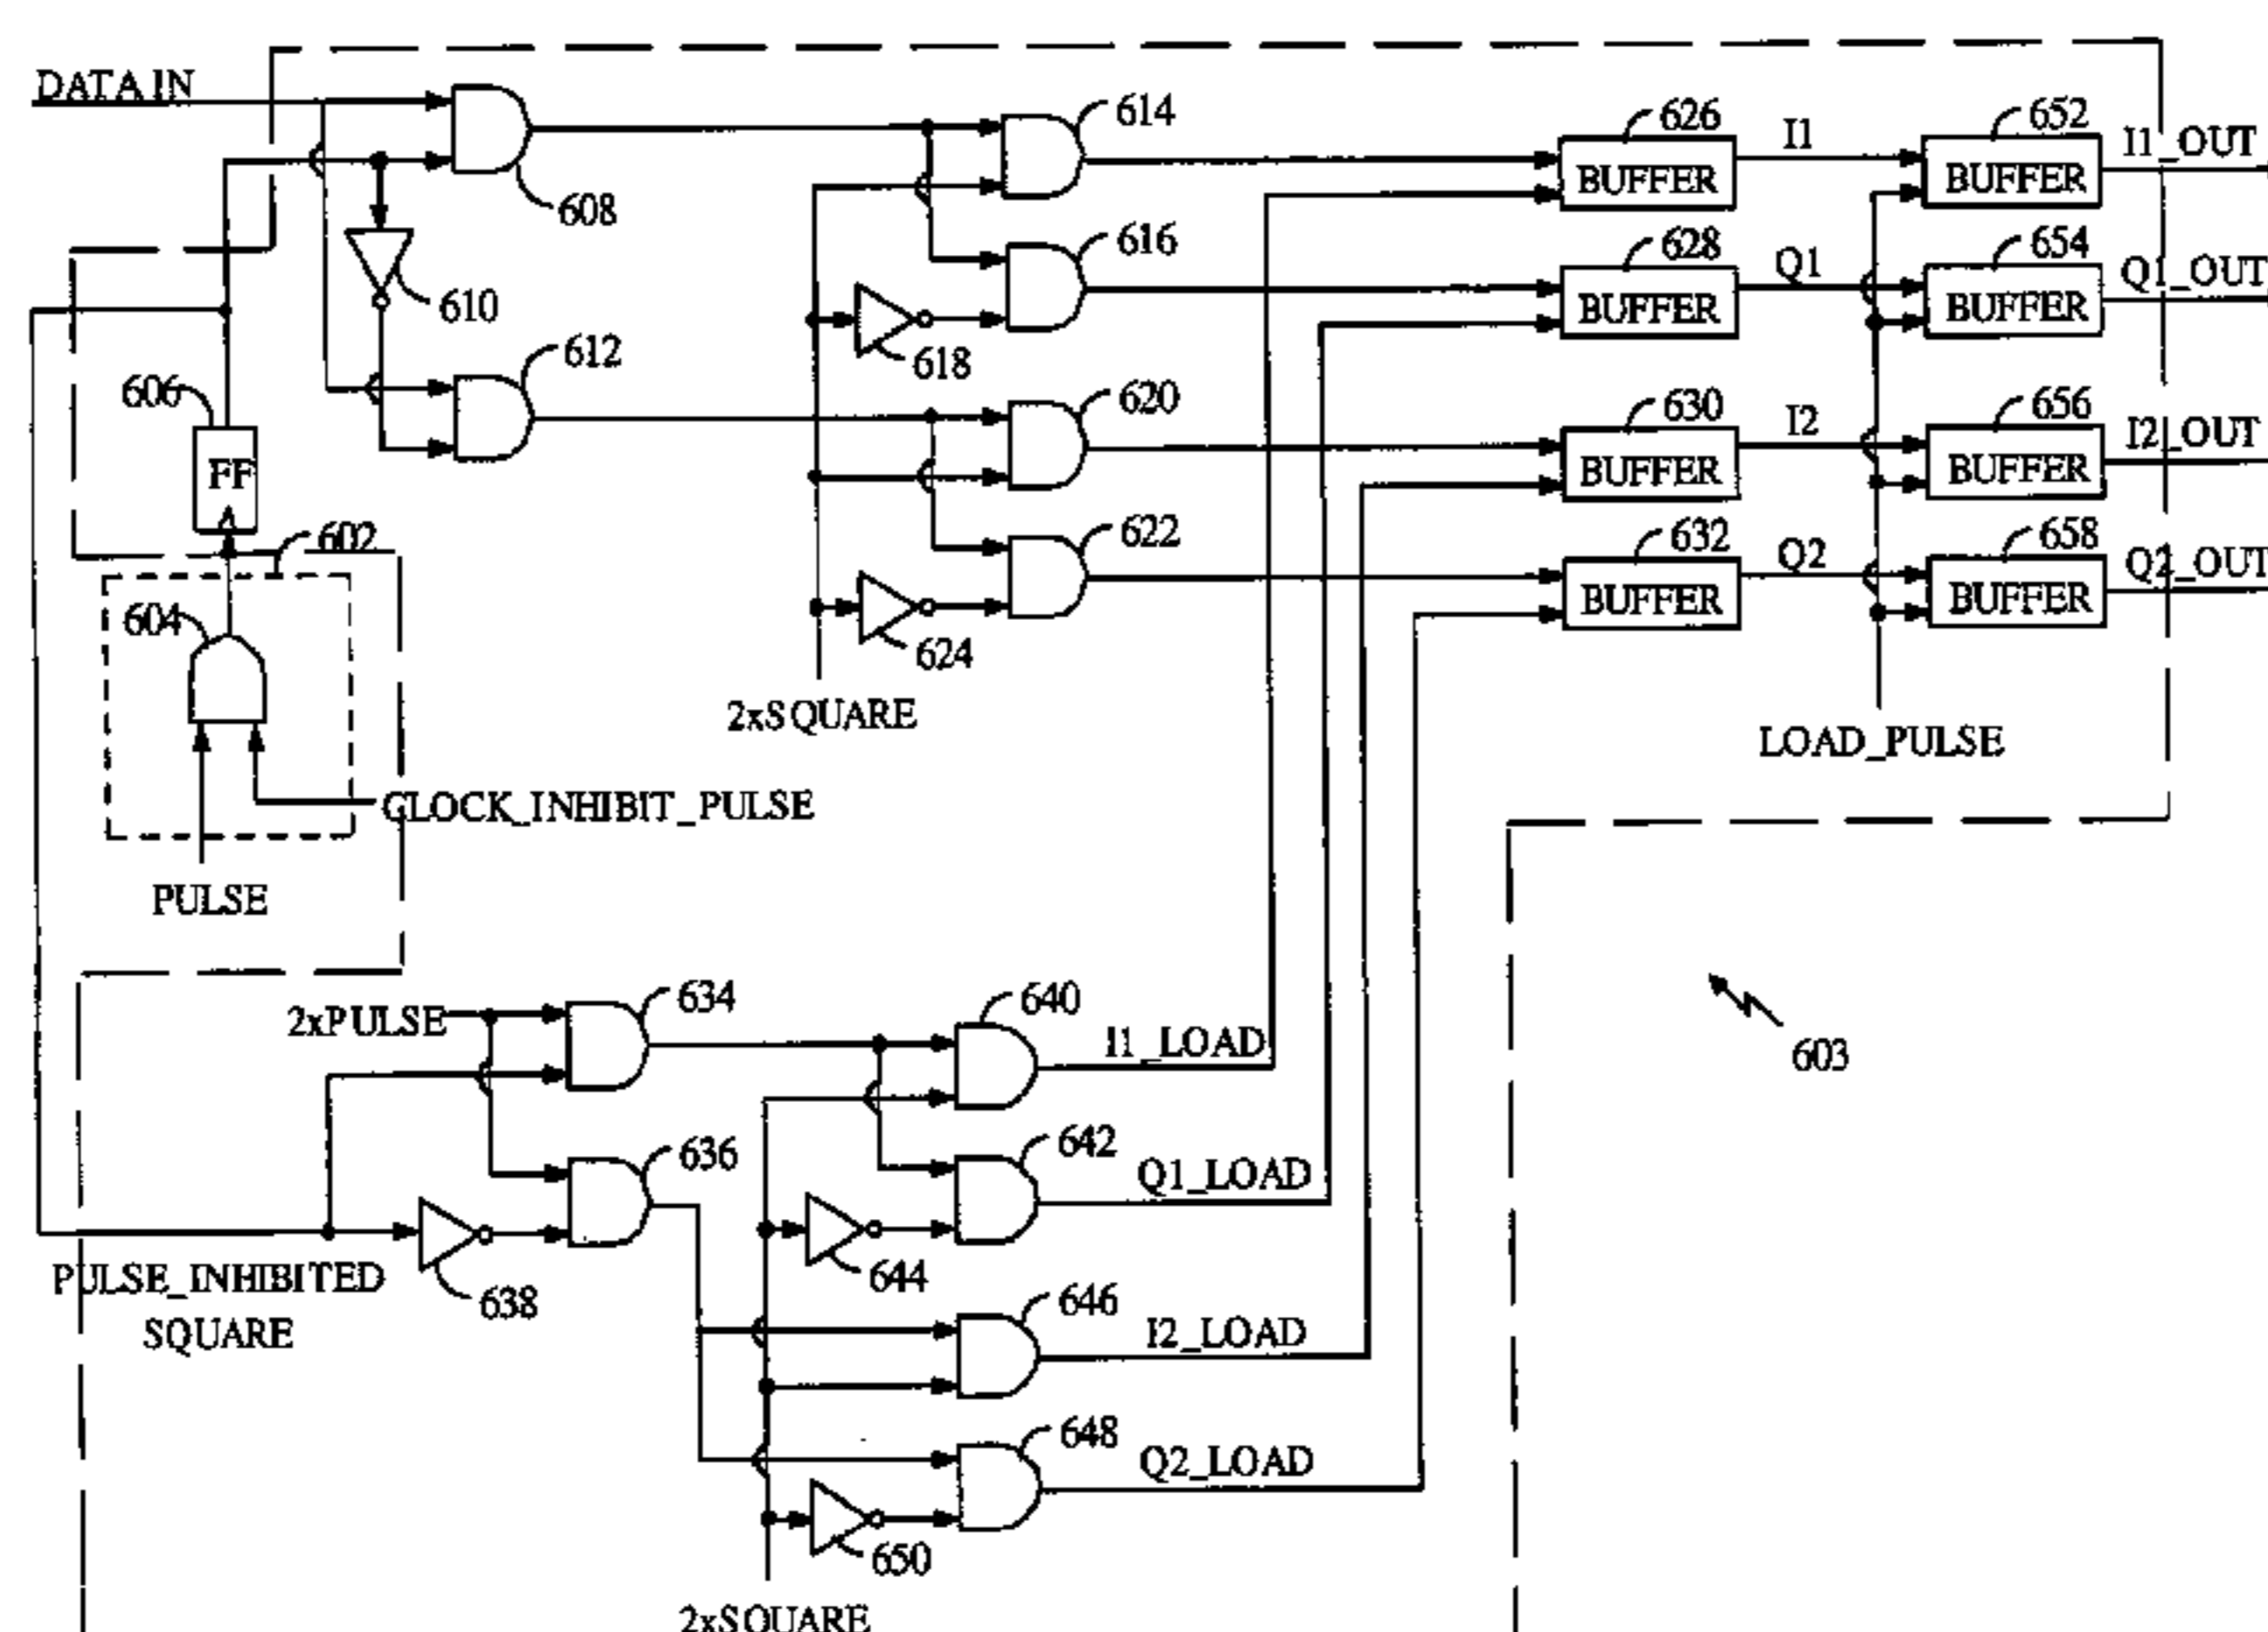 DATA IN
614
626
652
I1
I1_OUT
BUFFER
BUFFER
608
616
628
654
Q1
Q1_OUT
BUFFER
BUFFER
610
618
612
620
630
656
I2
I2_OUT
BUFFER
BUFFER
606
FF
602
622
632
658
Q2
Q2_OUT
BUFFER
BUFFER
604
624
2xSQUARE
LOAD_PULSE
CLOCK_INHIBIT_PULSE
PULSE
2xPULSE
634
640
I1_LOAD
603
636
642
Q1_LOAD
PULSE_INHIBITED
SQUARE
638
644
646
I2_LOAD
648
Q2_LOAD
650
2xSQUARE